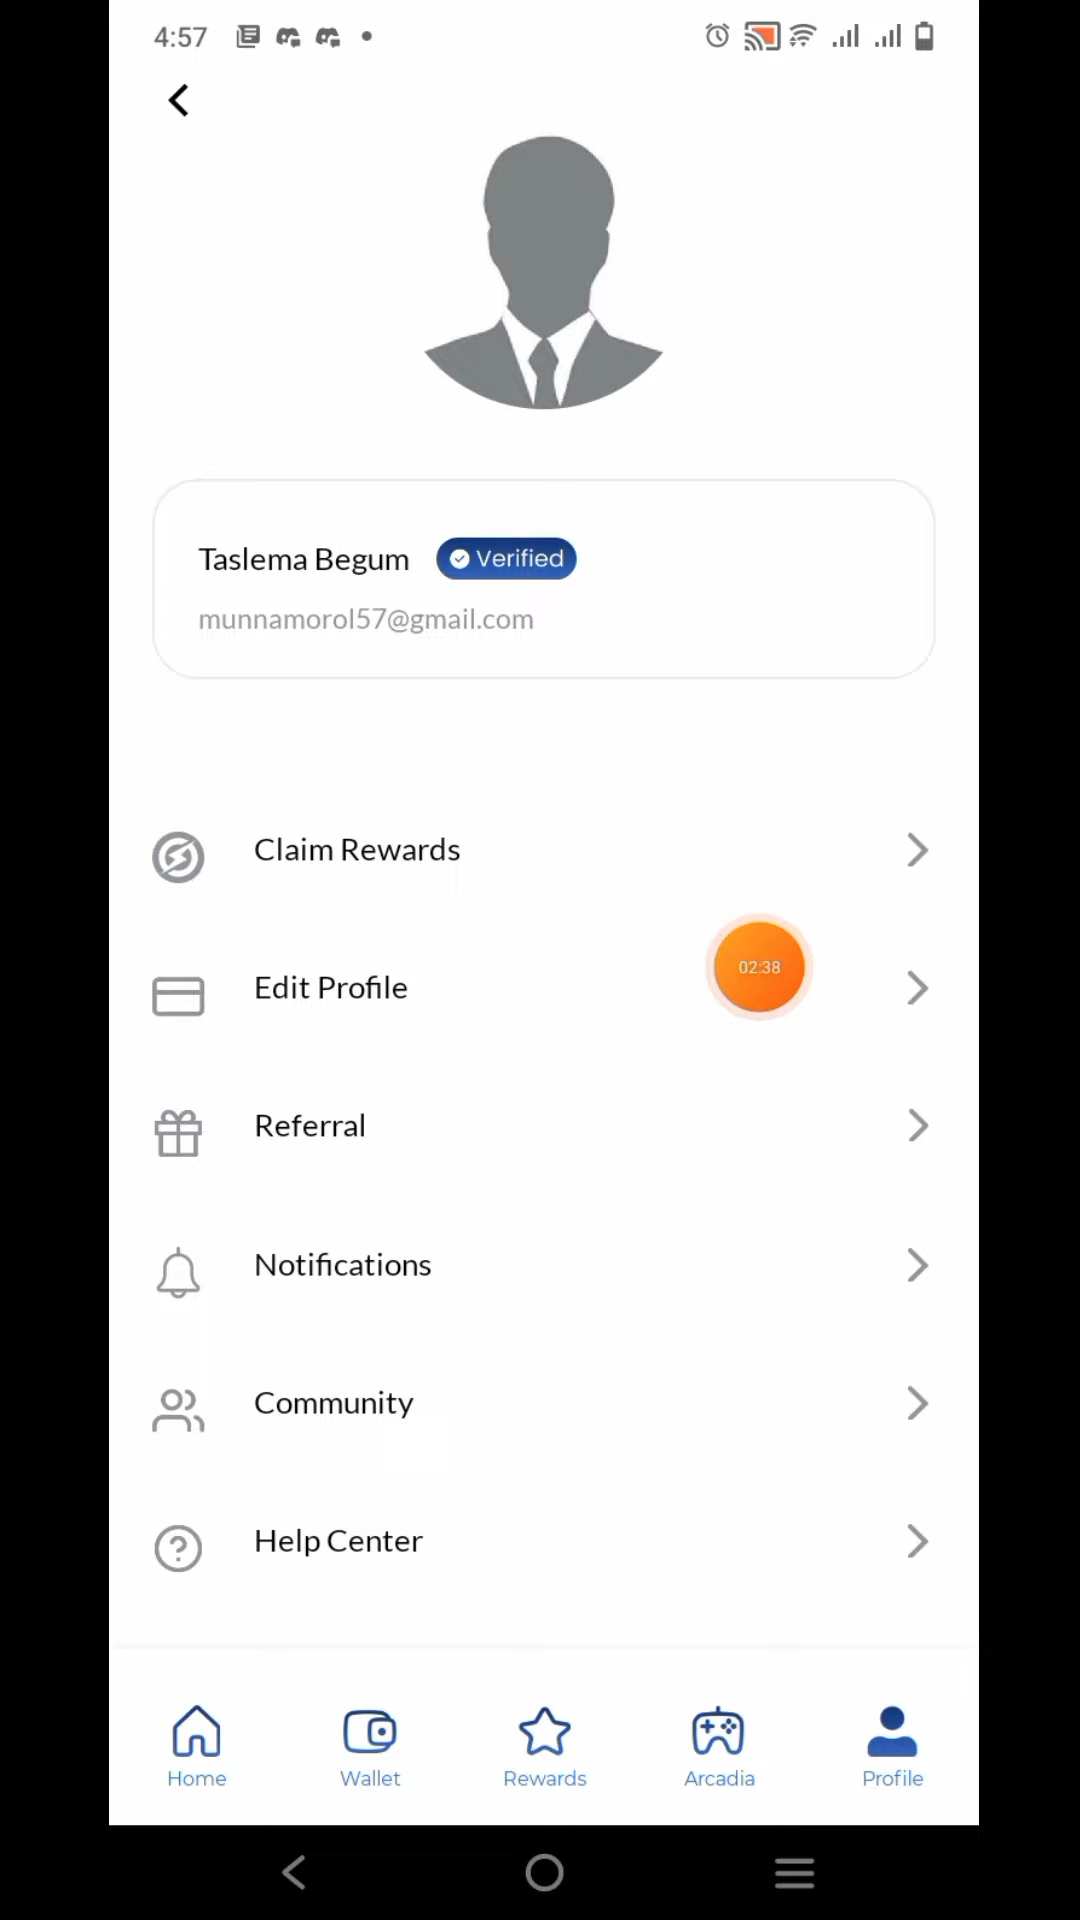 4:57
Taslema Begum Verified
munnamorol57@gmail.com
Claim Rewards
02:38
Edit Profile
Referral
Notifications
Community
Help Center
Home Wallet Rewards Arcadia Profile